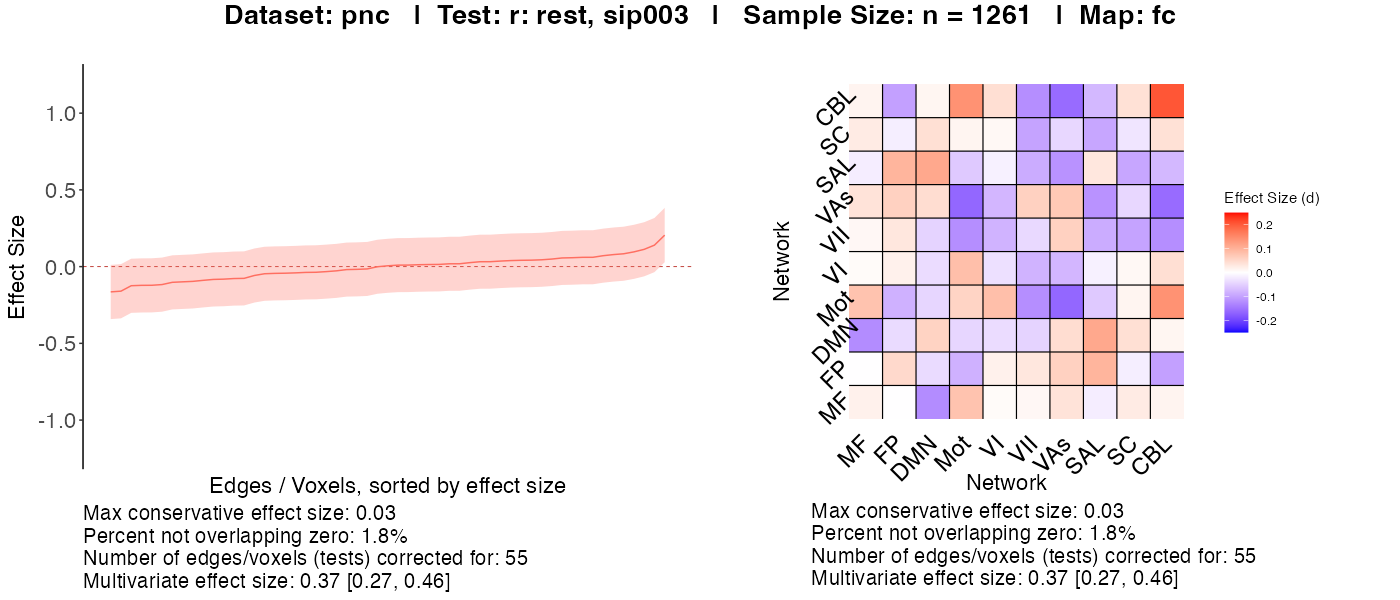 Dataset: pnc | Test: r: rest, sip003 | Sample Size: n = 1261 | Map: fc
Effect Size
1.0
0.5
0.0
-0.5
-1.0
Edges / Voxels, sorted by effect size
Max conservative effect size: 0.03
Percent not overlapping zero: 1.8%
Number of edges/voxels (tests) corrected for: 55
Multivariate effect size: 0.37 [0.27, 0.46]
Network
CBL
SC
SAL
VAs
VII
VI
Mot
DMN
FP
MF
MF FP DMN Mot VI VII VAs SAL SC CBL
Network
Effect Size (d)
0.2
0.1
0.0
-0.1
-0.2
Max conservative effect size: 0.03
Percent not overlapping zero: 1.8%
Number of edges/voxels (tests) corrected for: 55
Multivariate effect size: 0.37 [0.27, 0.46]